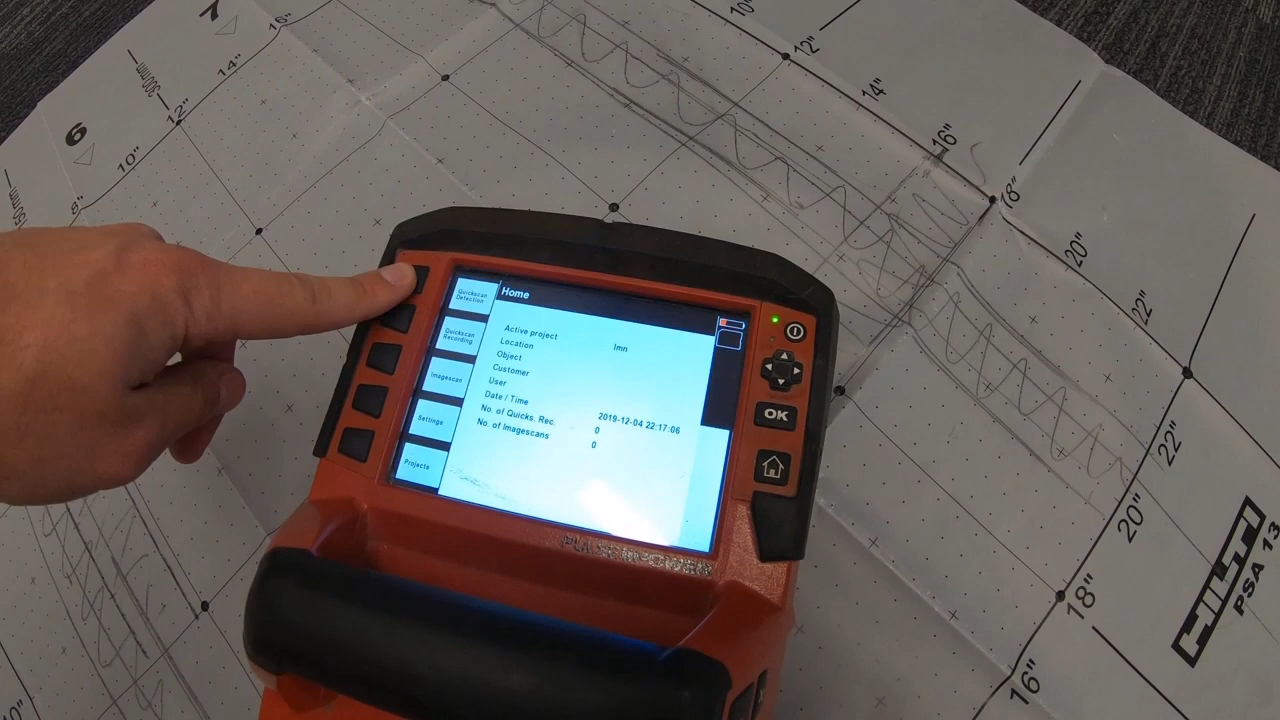 7
6
300mm
16"
14"
12"
10"
8"
10"
12"
14"
16"
18"
20"
22"
22"
20"
18"
16"
Quickscan
Detection
Quickscan
Recording
Imagescan
Settings
Projects
Home
Active project
lmn
Location
Object
Customer
User
Date / Time
2019-12-04 22:17:06
No. of Quicks. Rec.
0
No. of Imagescans
0
OK
HILTI
PSA 13